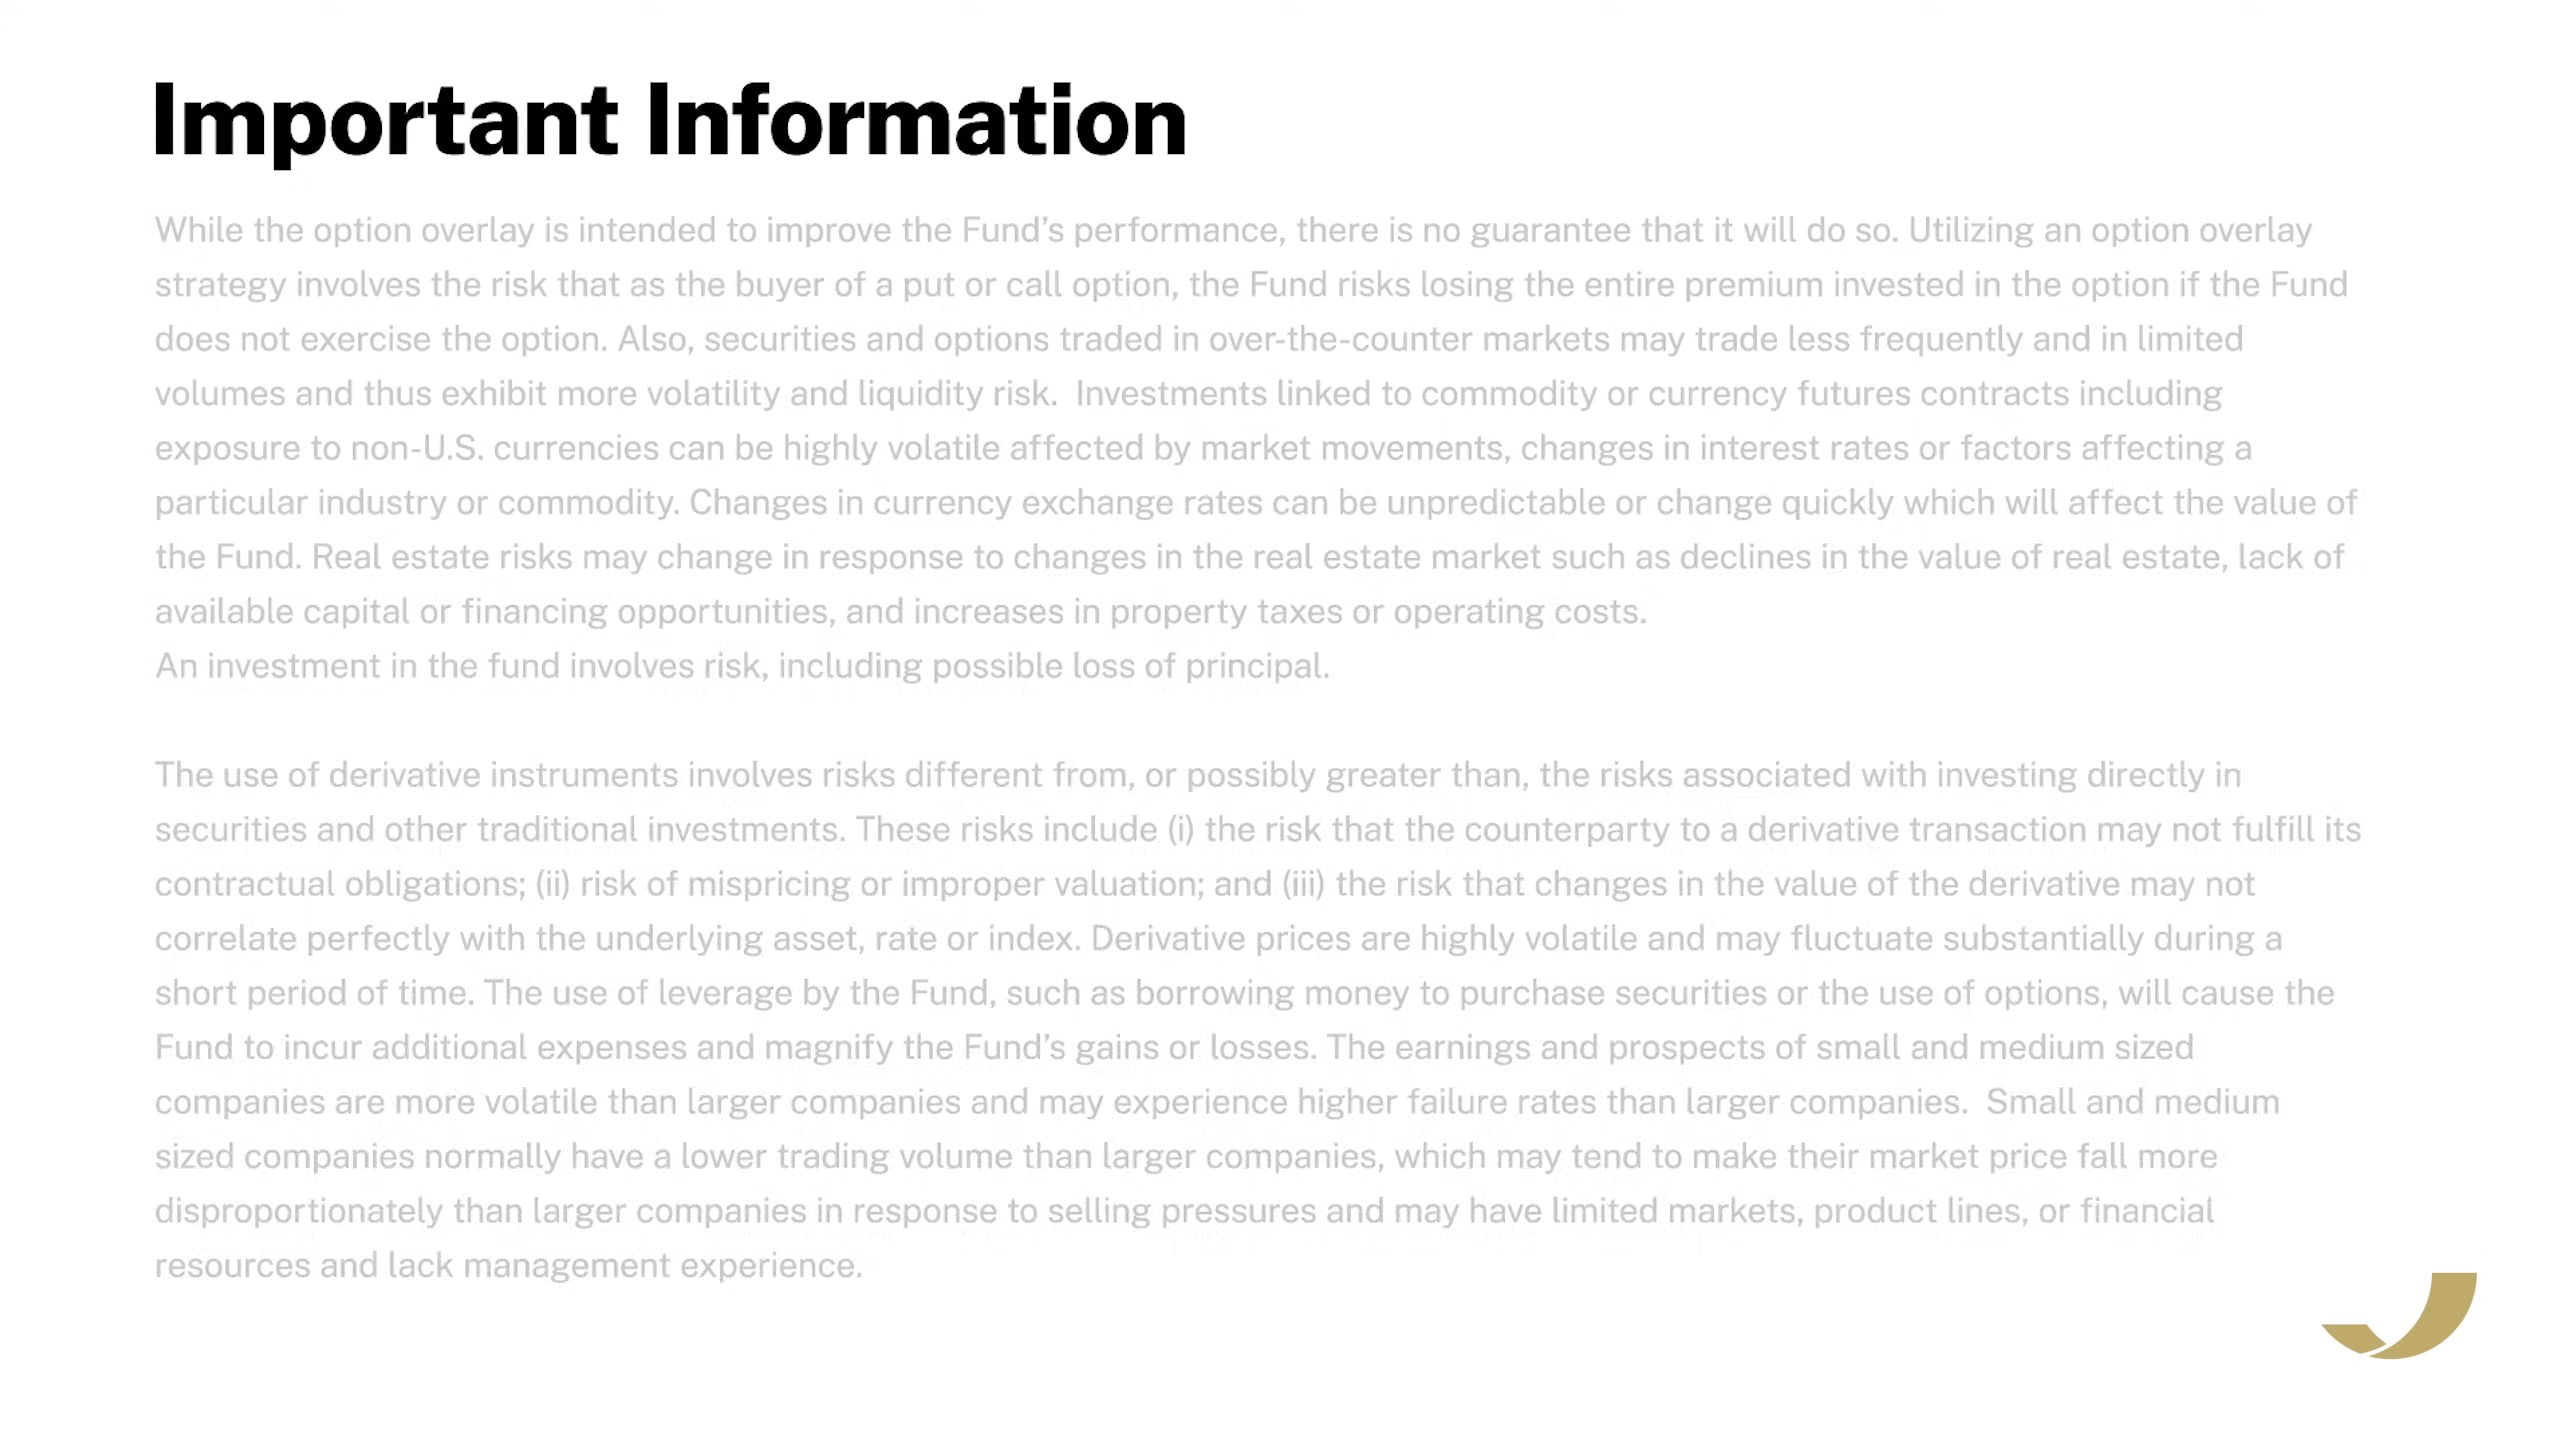 Important Information
While the option overlay is intended to improve the Fund’s performance, there is no guarantee that it will do so. Utilizing an option overlay
strategy involves the risk that as the buyer of a put or call option, the Fund risks losing the entire premium invested in the option if the Fund
does not exercise the option. Also, securities and options traded in over-the-counter markets may trade less frequently and in limited
volumes and thus exhibit more volatility and liquidity risk.  Investments linked to commodity or currency futures contracts including
exposure to non-U.S. currencies can be highly volatile affected by market movements, changes in interest rates or factors affecting a
particular industry or commodity. Changes in currency exchange rates can be unpredictable or change quickly which will affect the value of
the Fund. Real estate risks may change in response to changes in the real estate market such as declines in the value of real estate, lack of
available capital or financing opportunities, and increases in property taxes or operating costs.
An investment in the fund involves risk, including possible loss of principal.
The use of derivative instruments involves risks different from, or possibly greater than, the risks associated with investing directly in
securities and other traditional investments. These risks include (i) the risk that the counterparty to a derivative transaction may not fulfill its
contractual obligations; (ii) risk of mispricing or improper valuation; and (iii) the risk that changes in the value of the derivative may not
correlate perfectly with the underlying asset, rate or index. Derivative prices are highly volatile and may fluctuate substantially during a
short period of time. The use of leverage by the Fund, such as borrowing money to purchase securities or the use of options, will cause the
Fund to incur additional expenses and magnify the Fund’s gains or losses. The earnings and prospects of small and medium sized
companies are more volatile than larger companies and may experience higher failure rates than larger companies.  Small and medium
sized companies normally have a lower trading volume than larger companies, which may tend to make their market price fall more
disproportionately than larger companies in response to selling pressures and may have limited markets, product lines, or financial
resources and lack management experience.